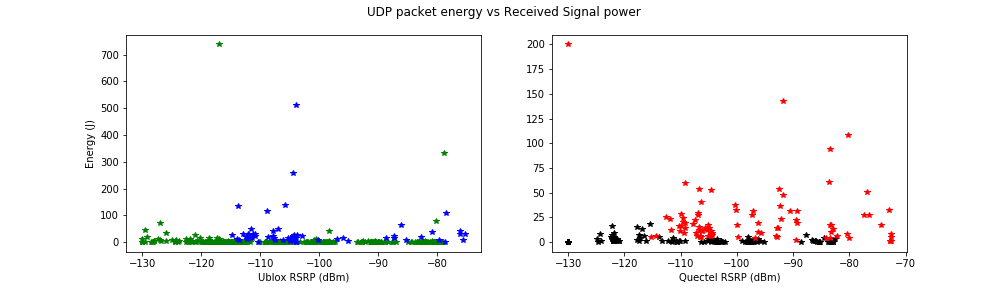 UDP packet energy vs Received Signal power
700
600
500
400
300
200
100
0
Energy (J)
−130 −120 −110 −100 −90 −80
Ublox RSRP (dBm)
200
175
150
125
100
75
50
25
0
−130 −120 −110 −100 −90 −80 −70
Quectel RSRP (dBm)